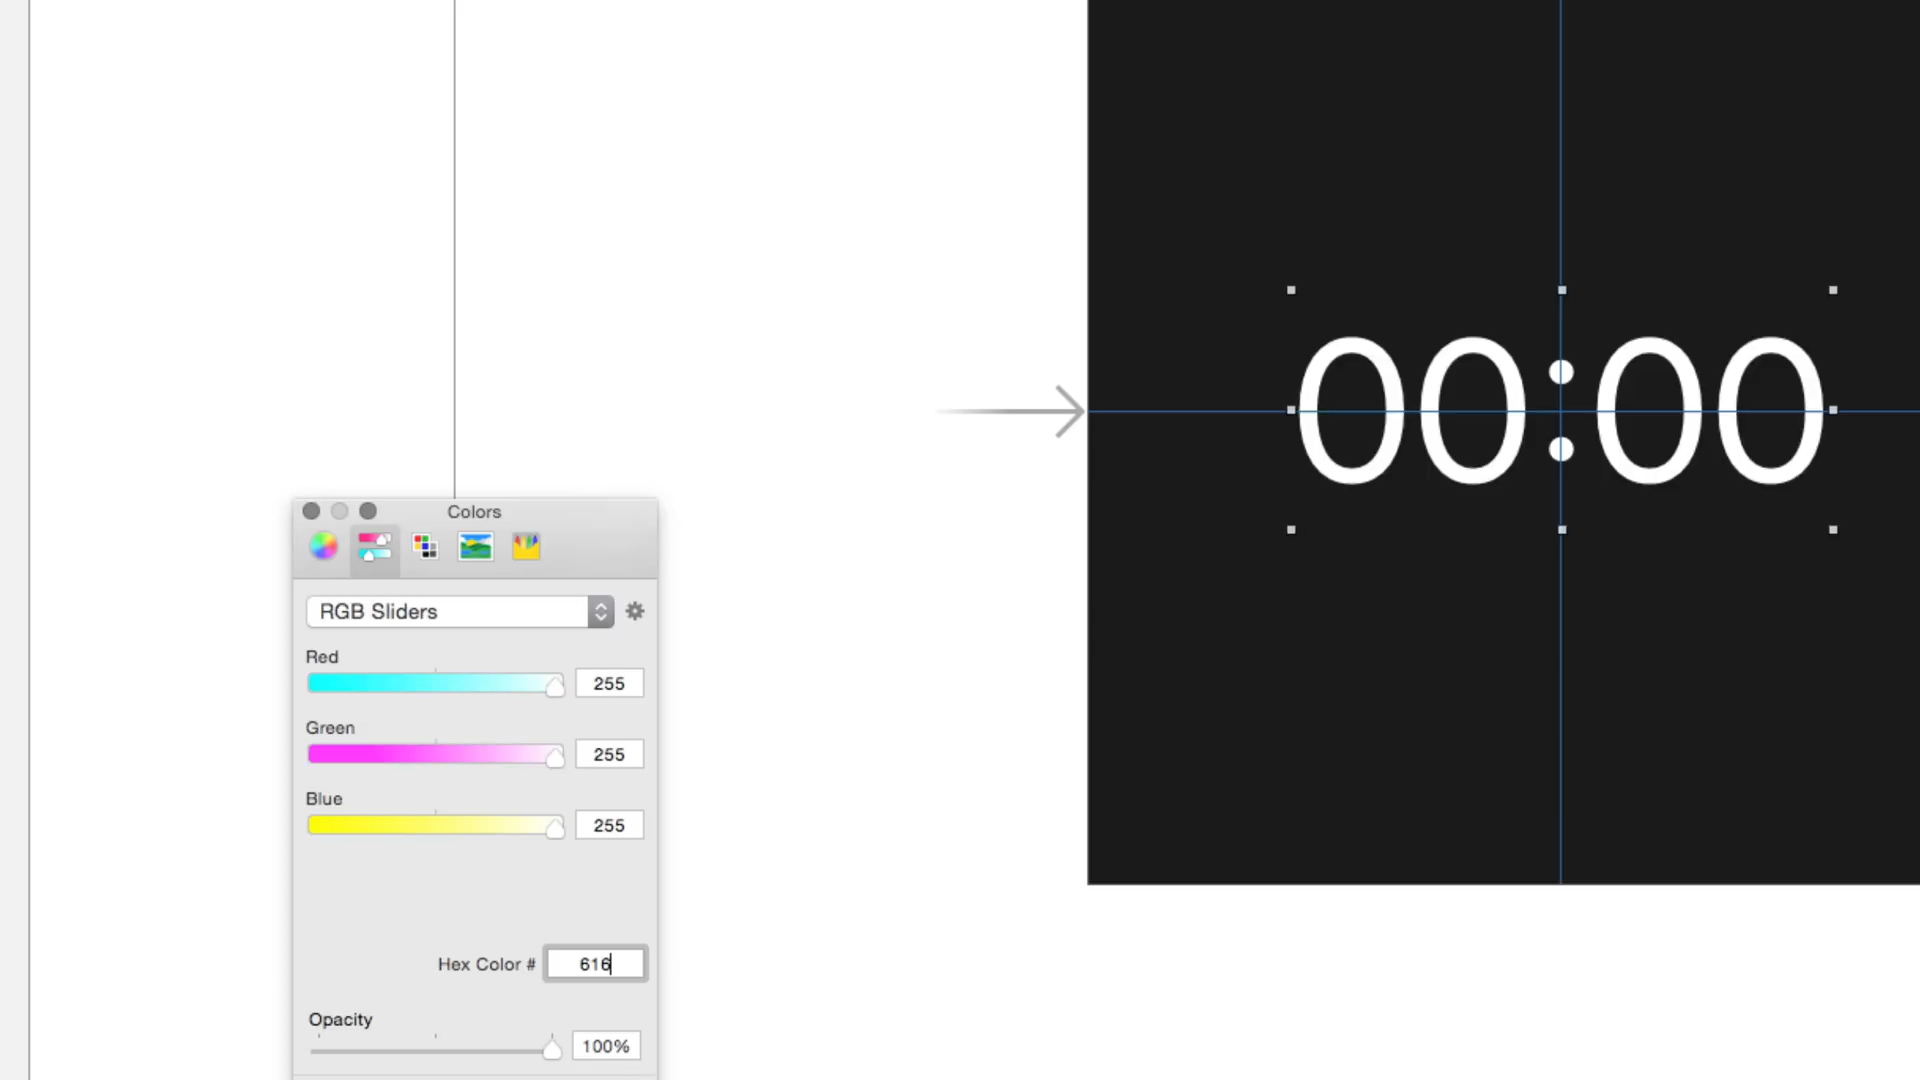 00:00
Colors
RGB Sliders
Red
255
Green
255
Blue
255
Hex Color # 616
Opacity
100%